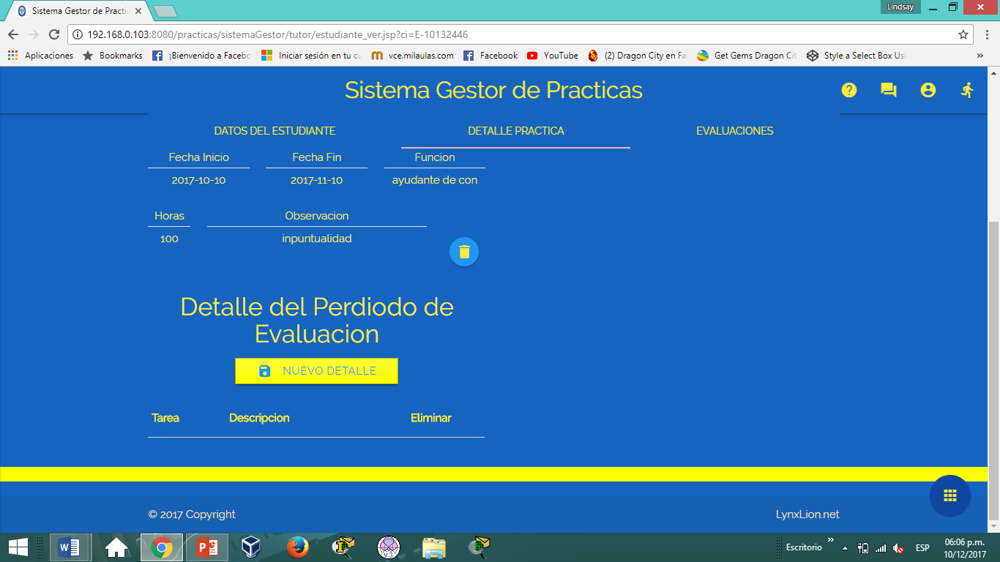 Lindsay
Sistema Gestor de Practic
192.168.0.103:8080/practicas/sistemaGestor/tutor/estudiante_ver.jsp?ci=E-10132446
Aplicaciones Bookmarks ¡Bienvenido a Facebo Iniciar sesión en tu cu vce.milaulas.com Facebook YouTube (2) Dragon City en Fa Get Gems Dragon Cit Style a Select Box Usi »
Sistema Gestor de Practicas
DATOS DEL ESTUDIANTE DETALLE PRACTICA EVALUACIONES
Fecha Inicio Fecha Fin Funcion
2017-10-10 2017-11-10 ayudante de con
Horas Observacion
100 inpuntualidad
Detalle del Perdiodo de
Evaluacion
NUEVO DETALLE
Tarea Descripcion Eliminar
© 2017 Copyright LynxLion.net
Escritorio » ESP 06:06 p.m.
10/12/2017